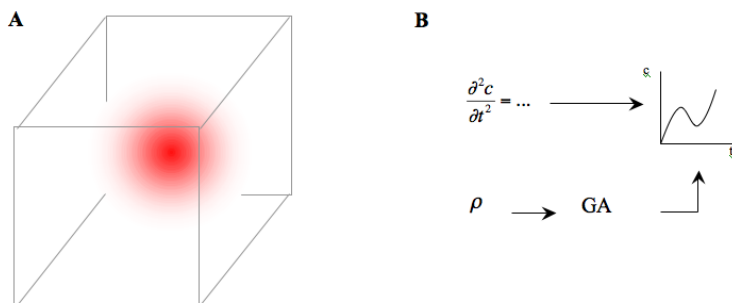 A
B
c
∂²c/∂t² = ...
t
ρ
GA